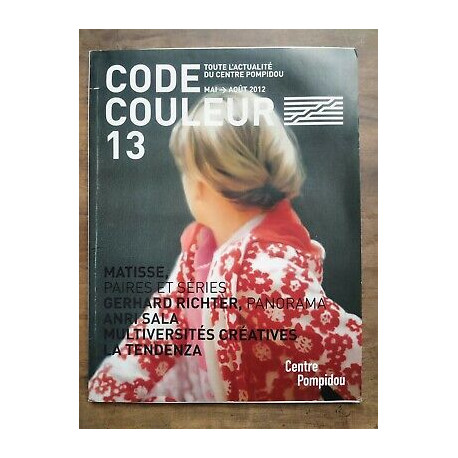 CODE
COULEUR
13
TOUTE L'ACTUALITÉ
DU CENTRE POMPIDOU
MAI → AOÛT 2012
MATISSE,
PAIRES ET SÉRIES
GERHARD RICHTER, PANORAMA
ANRI SALA
MULTIVERSITÉS CRÉATIVES
LA TENDENZA
Centre
Pompidou